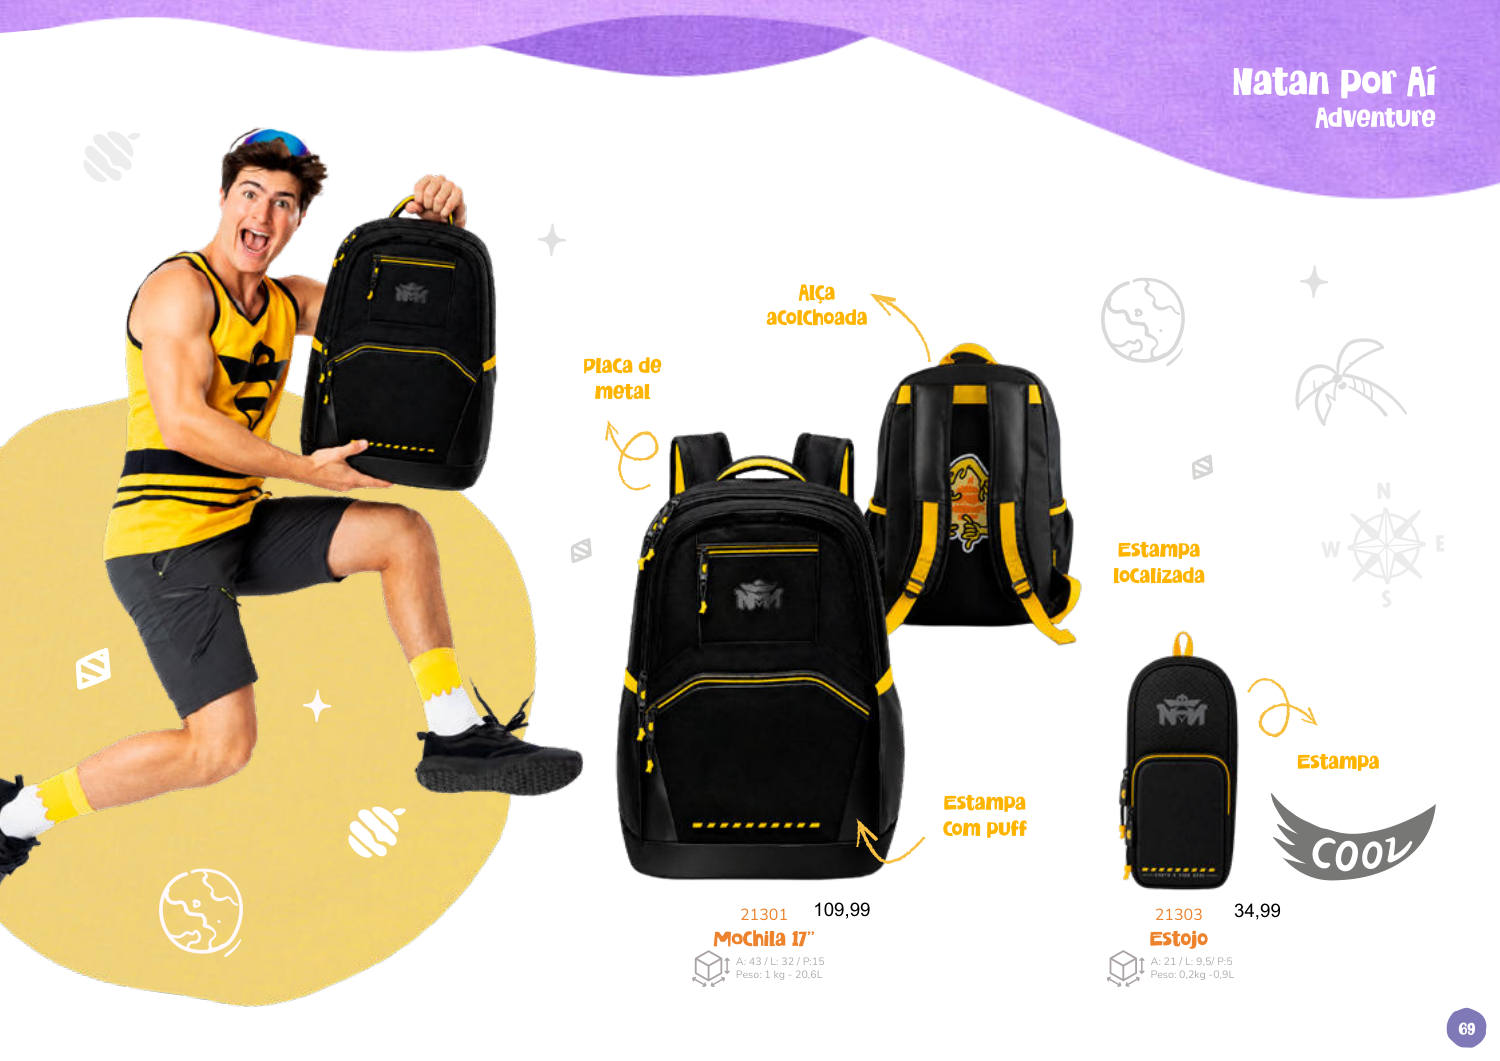 Natan por Aí
Adventure
Alça
acolchoada
Placa de
metal
Estampa
localizada
N
W
E
S
Estampa
Estampa
com puff
COOL
21301
109,99
Mochila 17”
A: 43 / L: 32 / P:15
Peso: 1 kg - 20,6L
21303
34,99
Estojo
A: 21 / L: 9,5/ P:5
Peso: 0,2kg -0,9L
69